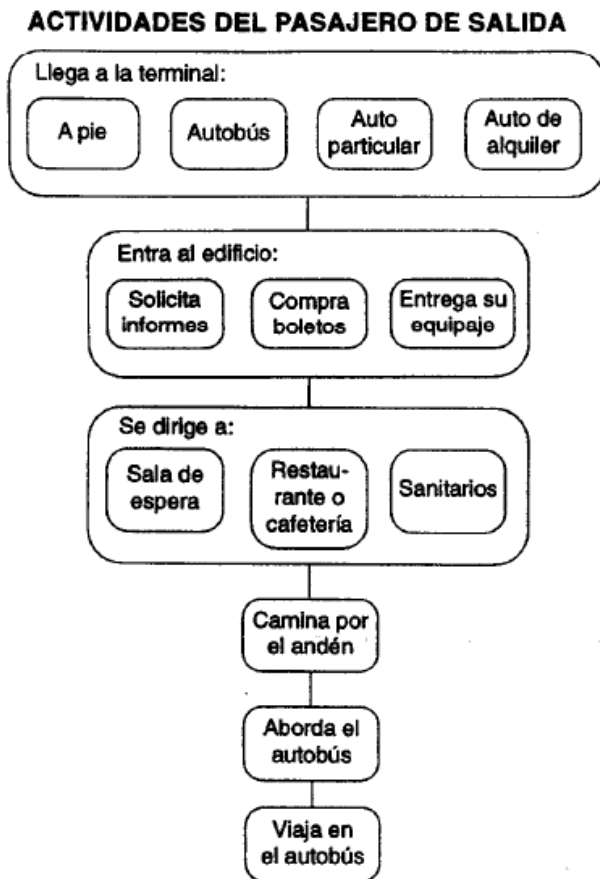 ACTIVIDADES DEL PASAJERO DE SALIDA
Llega a la terminal:
A pie
Autobús
Auto
particular
Auto de
alquiler
Entra al edificio:
Solicita
informes
Compra
boletos
Entrega su
equipaje
Se dirige a:
Sala de
espera
Restau-
rante o
cafetería
Sanitarios
Camina por
el andén
Aborda el
autobús
Viaja en
el autobús